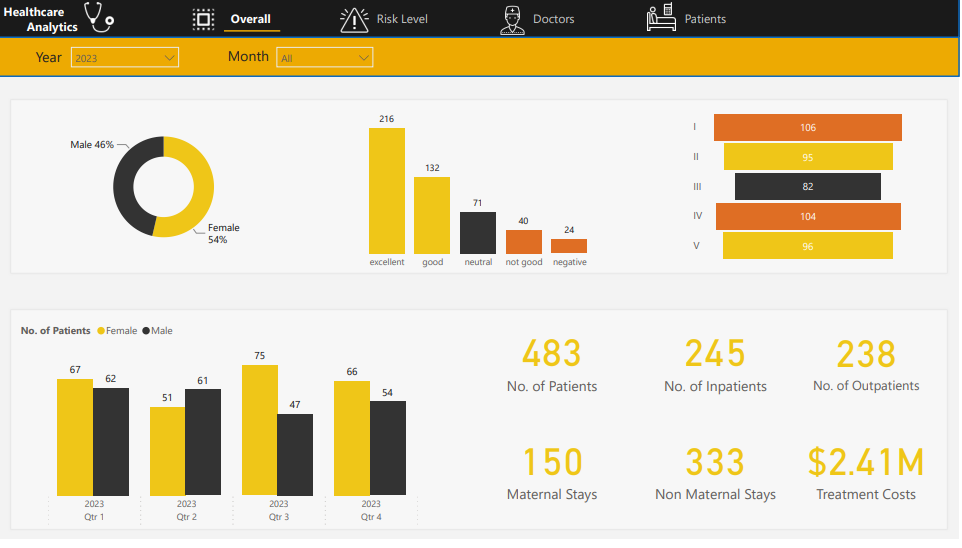 Healthcare
Analytics
Overall
Risk Level
Doctors
Patients
Year
2023
Month
All
Male 46%
Female
54%
216
132
71
40
24
excellent
good
neutral
not good
negative
I
106
II
95
III
82
IV
104
V
96
No. of Patients
Female
Male
67
62
51
61
75
47
66
54
2023
Qtr 1
2023
Qtr 2
2023
Qtr 3
2023
Qtr 4
483
No. of Patients
245
No. of Inpatients
238
No. of Outpatients
150
Maternal Stays
333
Non Maternal Stays
$2.41M
Treatment Costs